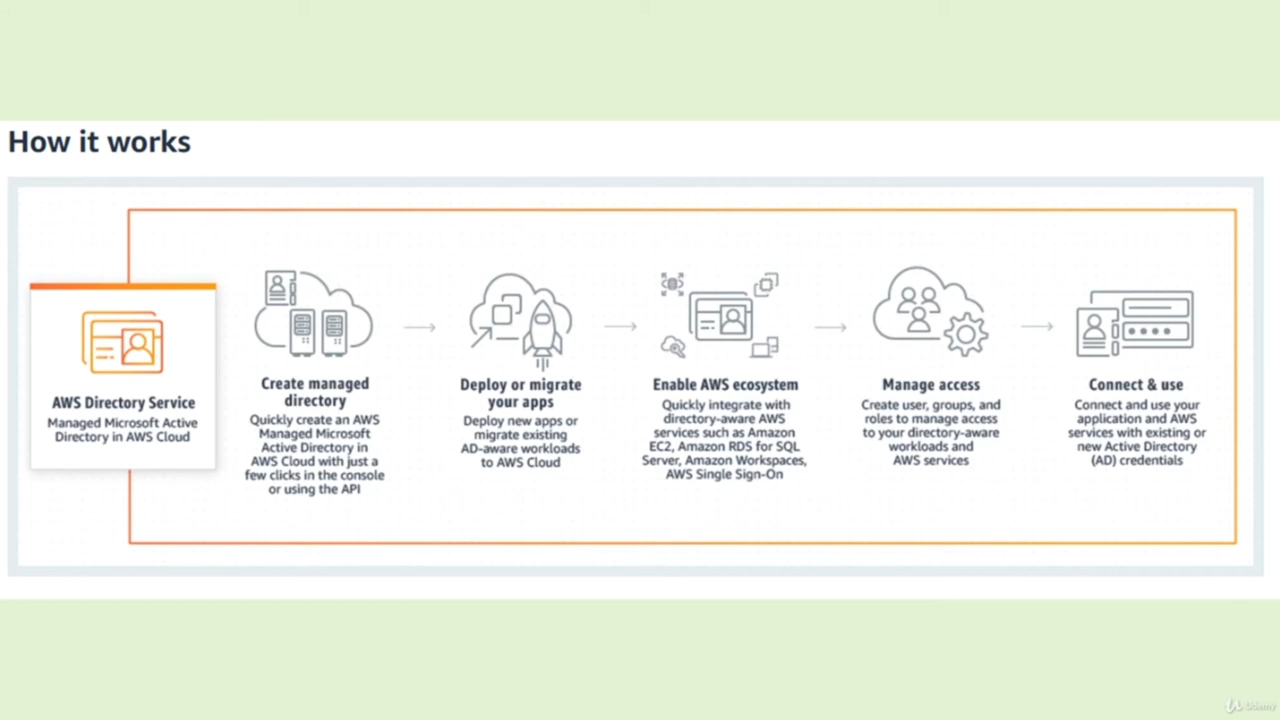 How it works
AWS Directory Service
Managed Microsoft Active
Directory in AWS Cloud
Create managed
directory
Quickly create an AWS
Managed Microsoft
Active Directory in
AWS Cloud with just a
few clicks in the console
or using the API
Deploy or migrate
your apps
Deploy new apps or
migrate existing
AD-aware workloads
to AWS Cloud
Enable AWS ecosystem
Quickly integrate with
directory-aware AWS
services such as Amazon
EC2, Amazon RDS for SQL
Server, Amazon Workspaces,
AWS Single Sign-On
Manage access
Create user, groups, and
roles to manage access
to your directory-aware
workloads and
AWS services
Connect & use
Connect and use your
application and AWS
services with existing or
new Active Directory
(AD) credentials
Udemy